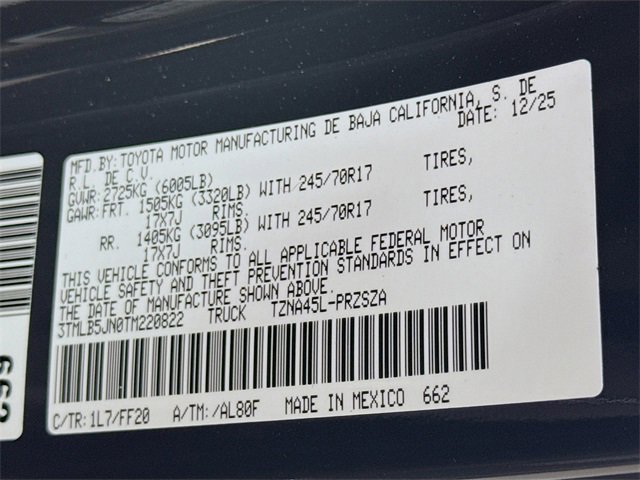 MFD.BY:TOYOTA MOTOR MANUFACTURING DE BAJA CALIFORNIA, S. DE
R.L. DE C.V. DATE: 12/25
GVWR:2725KG (6005LB)
GAWR:FRT. 1505KG (3320LB) WITH 245/70R17 TIRES,
17X7J RIMS.
RR. 1405KG (3095LB) WITH 245/70R17 TIRES,
17X7J RIMS.
THIS VEHICLE CONFORMS TO ALL APPLICABLE FEDERAL MOTOR
VEHICLE SAFETY AND THEFT PREVENTION STANDARDS IN EFFECT ON
THE DATE OF MANUFACTURE SHOWN ABOVE.
3TMLB5JN0TM220822 TRUCK TZNA45L-PRZSZA
C/TR:1L7/FF20 A/TM:/AL80F MADE IN MEXICO 662